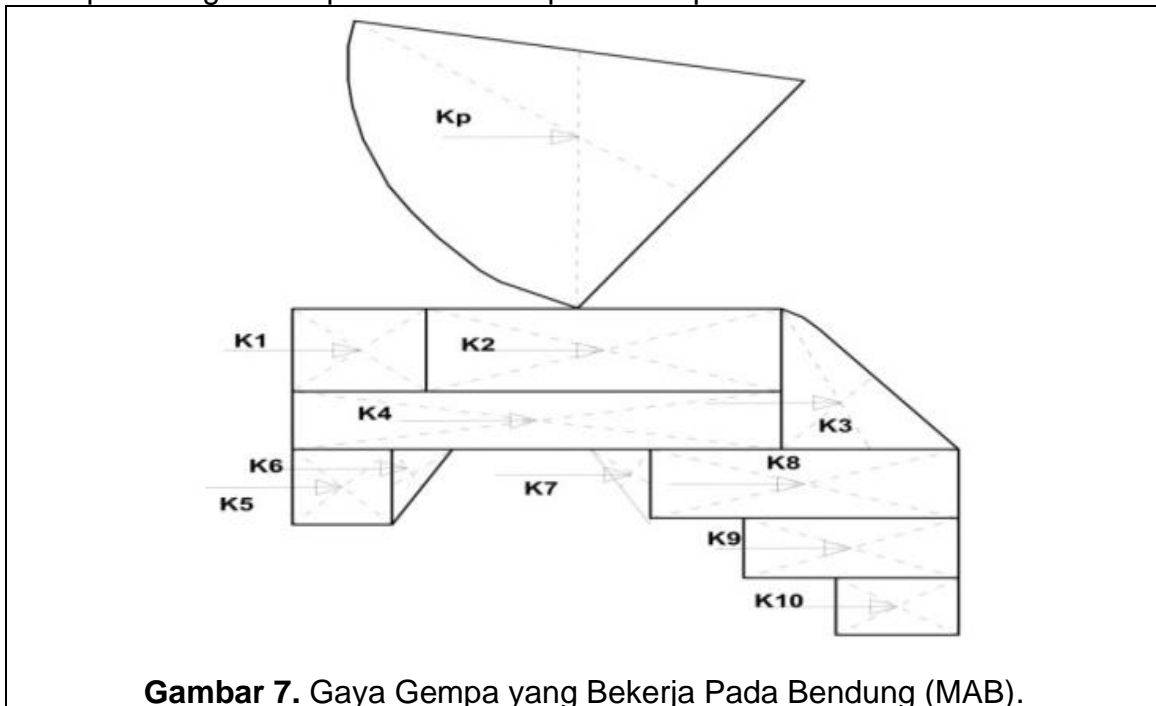 Kp
K1
K2
K4
K3
K6
K8
K7
K5
K9
K10
Gambar 7. Gaya Gempa yang Bekerja Pada Bendung (MAB).